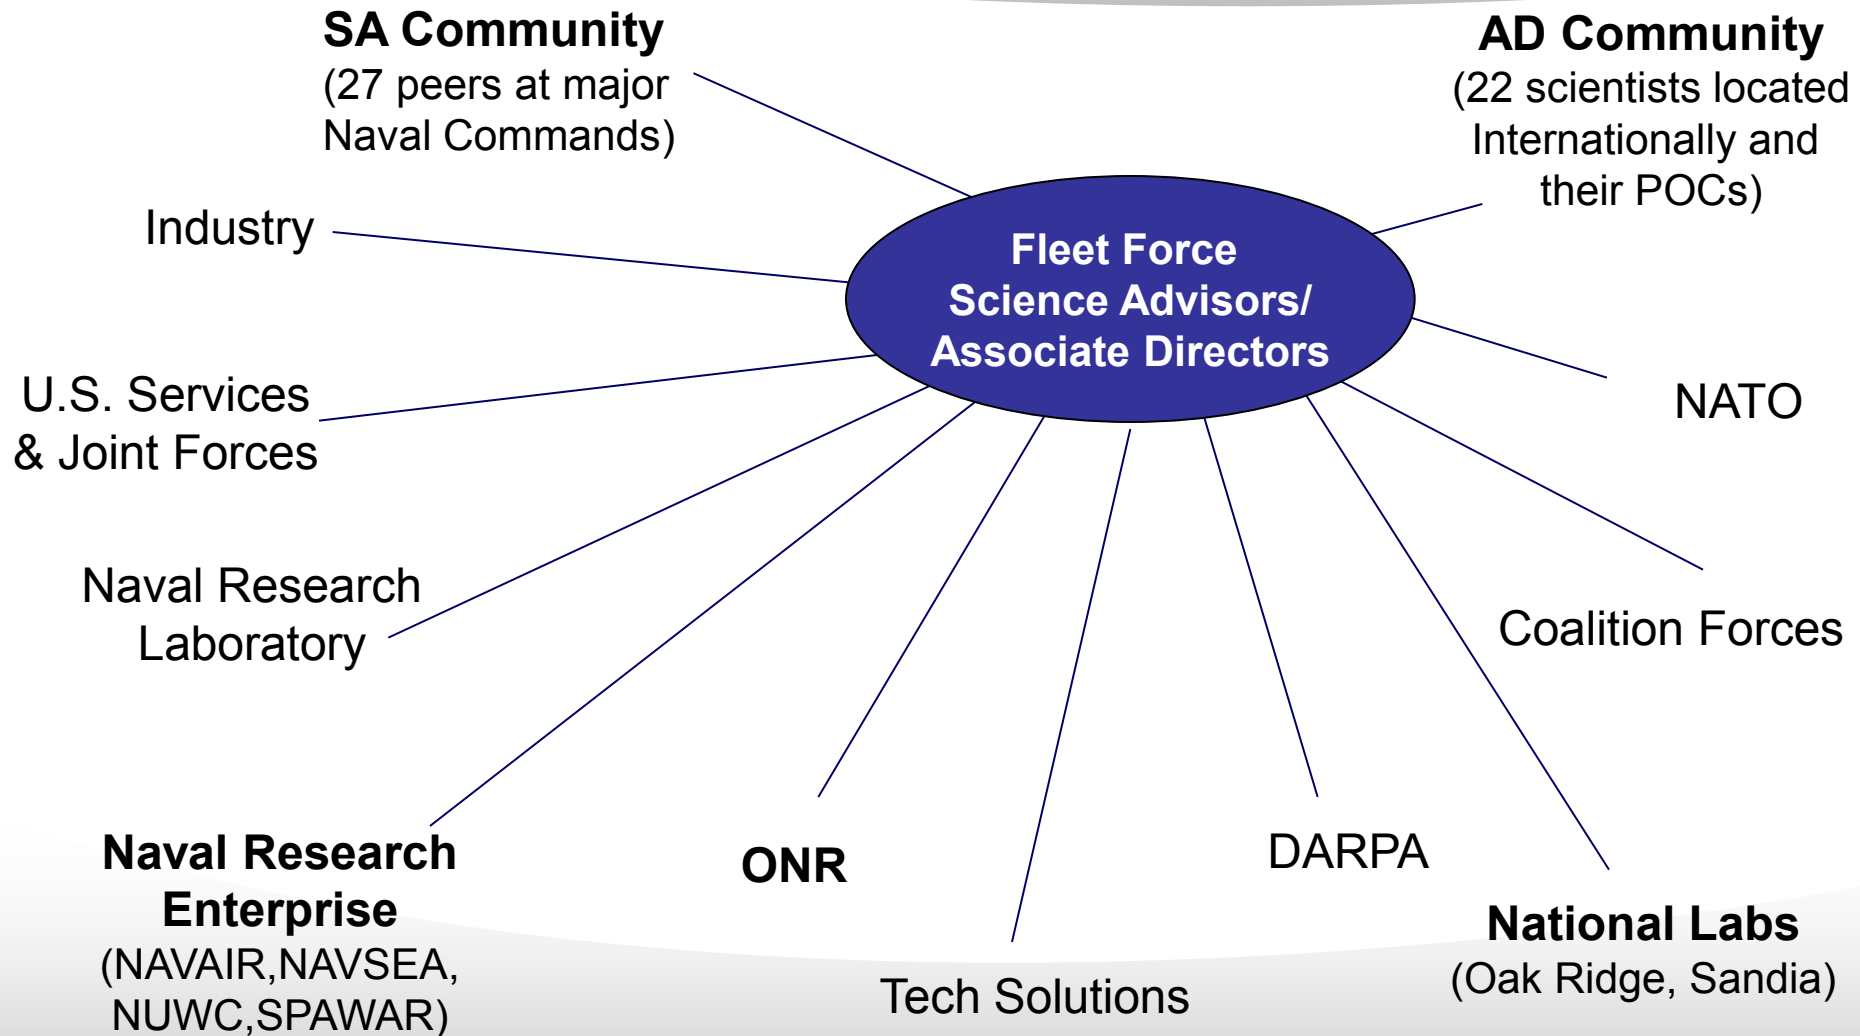 SA Community
(27 peers at major
Naval Commands)
AD Community
(22 scientists located
Internationally and
their POCs)
Industry
Fleet Force
Science Advisors/
Associate Directors
U.S. Services
& Joint Forces
NATO
Naval Research
Laboratory
Coalition Forces
Naval Research
Enterprise
(NAVAIR,NAVSEA,
NUWC,SPAWAR)
ONR
Tech Solutions
DARPA
National Labs
(Oak Ridge, Sandia)